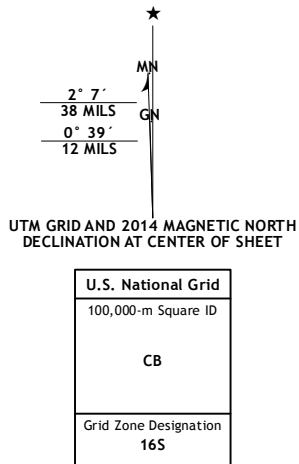 MN
2° 7´
38 MILS
GN
0° 39´
12 MILS
UTM GRID AND 2014 MAGNETIC NORTH
DECLINATION AT CENTER OF SHEET
U.S. National Grid
100,000-m Square ID
CB
Grid Zone Designation
16S